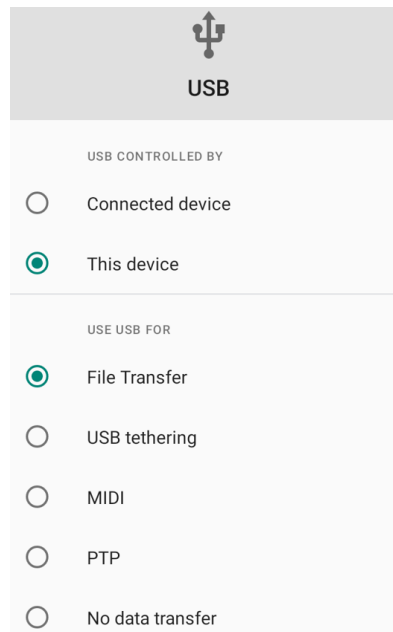 USB
USB CONTROLLED BY
Connected device
This device
USE USB FOR
File Transfer
USB tethering
MIDI
PTP
No data transfer